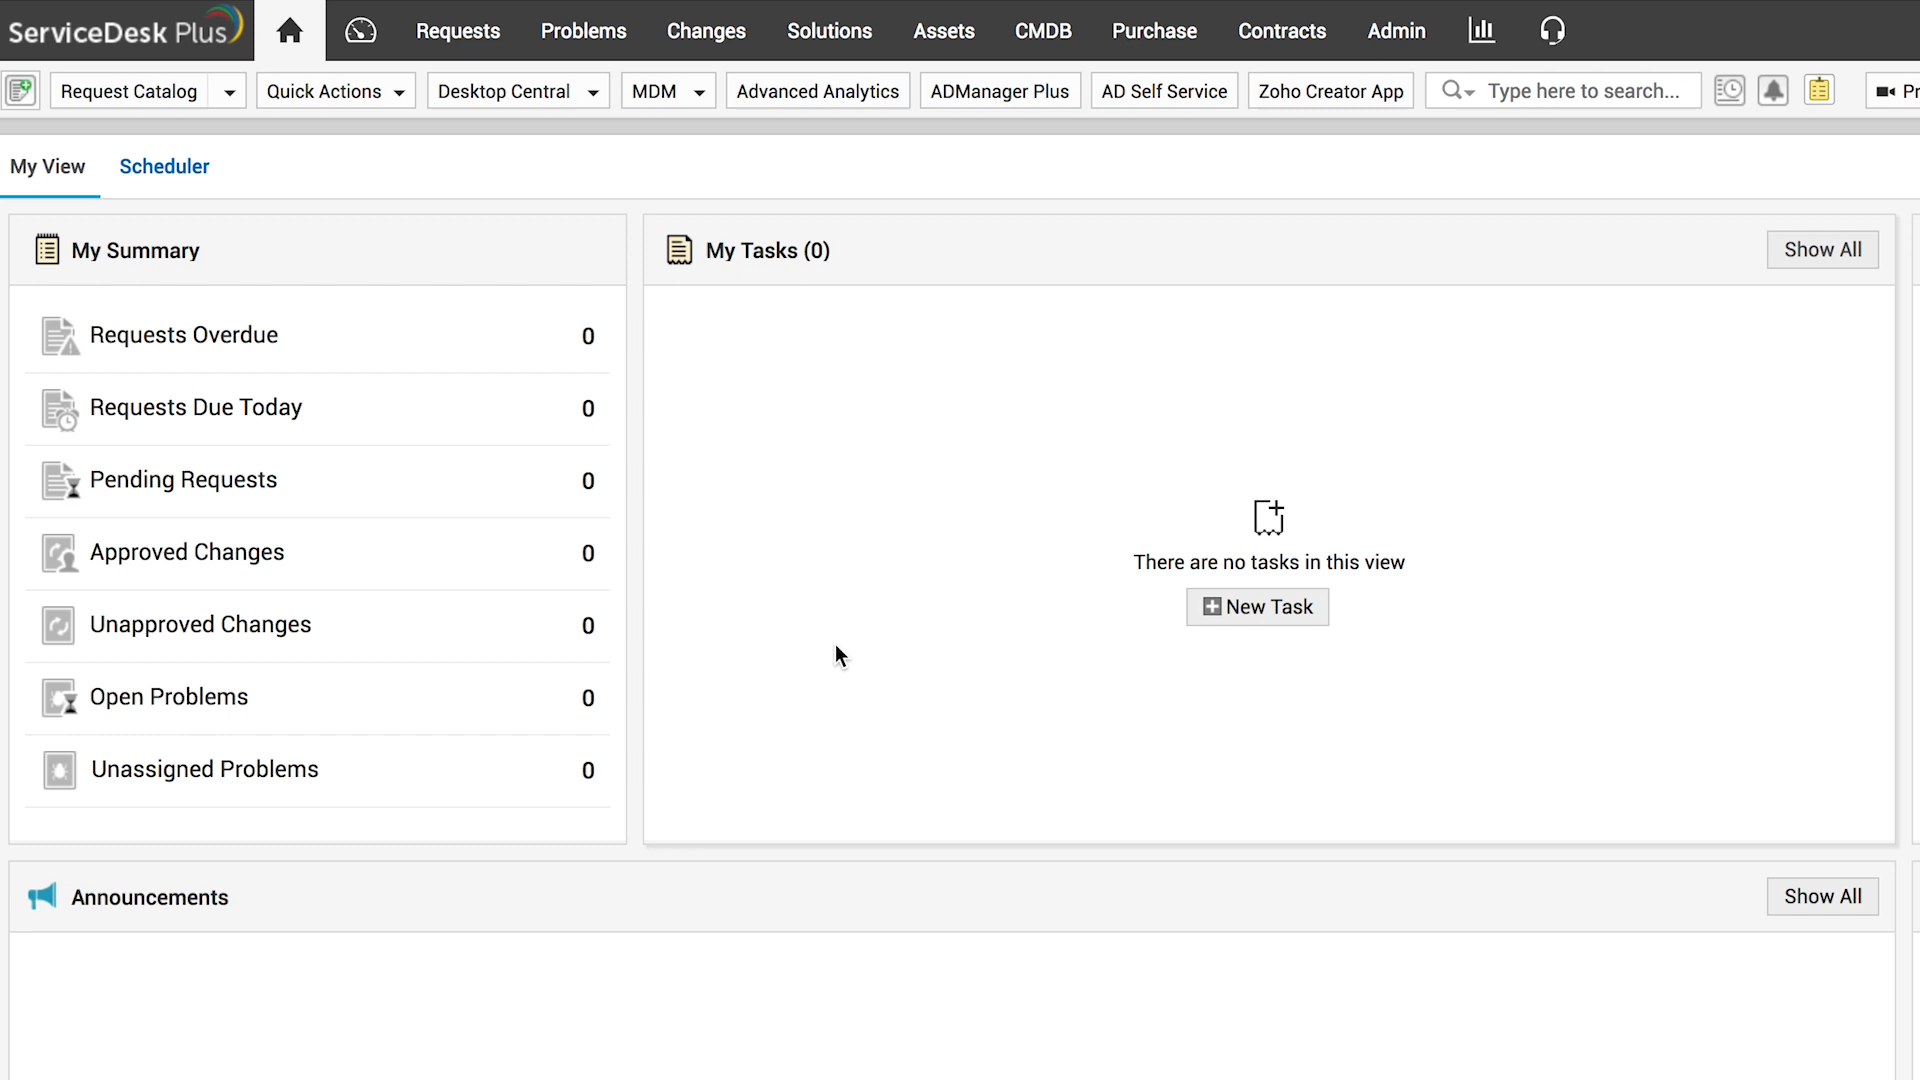 ServiceDesk Plus
Requests Problems Changes Solutions Assets CMDB Purchase Contracts Admin
Request Catalog Quick Actions Desktop Central MDM Advanced Analytics ADManager Plus AD Self Service Zoho Creator App Type here to search...
My View Scheduler
My Summary
Requests Overdue 0
Requests Due Today 0
Pending Requests 0
Approved Changes 0
Unapproved Changes 0
Open Problems 0
Unassigned Problems 0
My Tasks (0) Show All
There are no tasks in this view
New Task
Announcements Show All